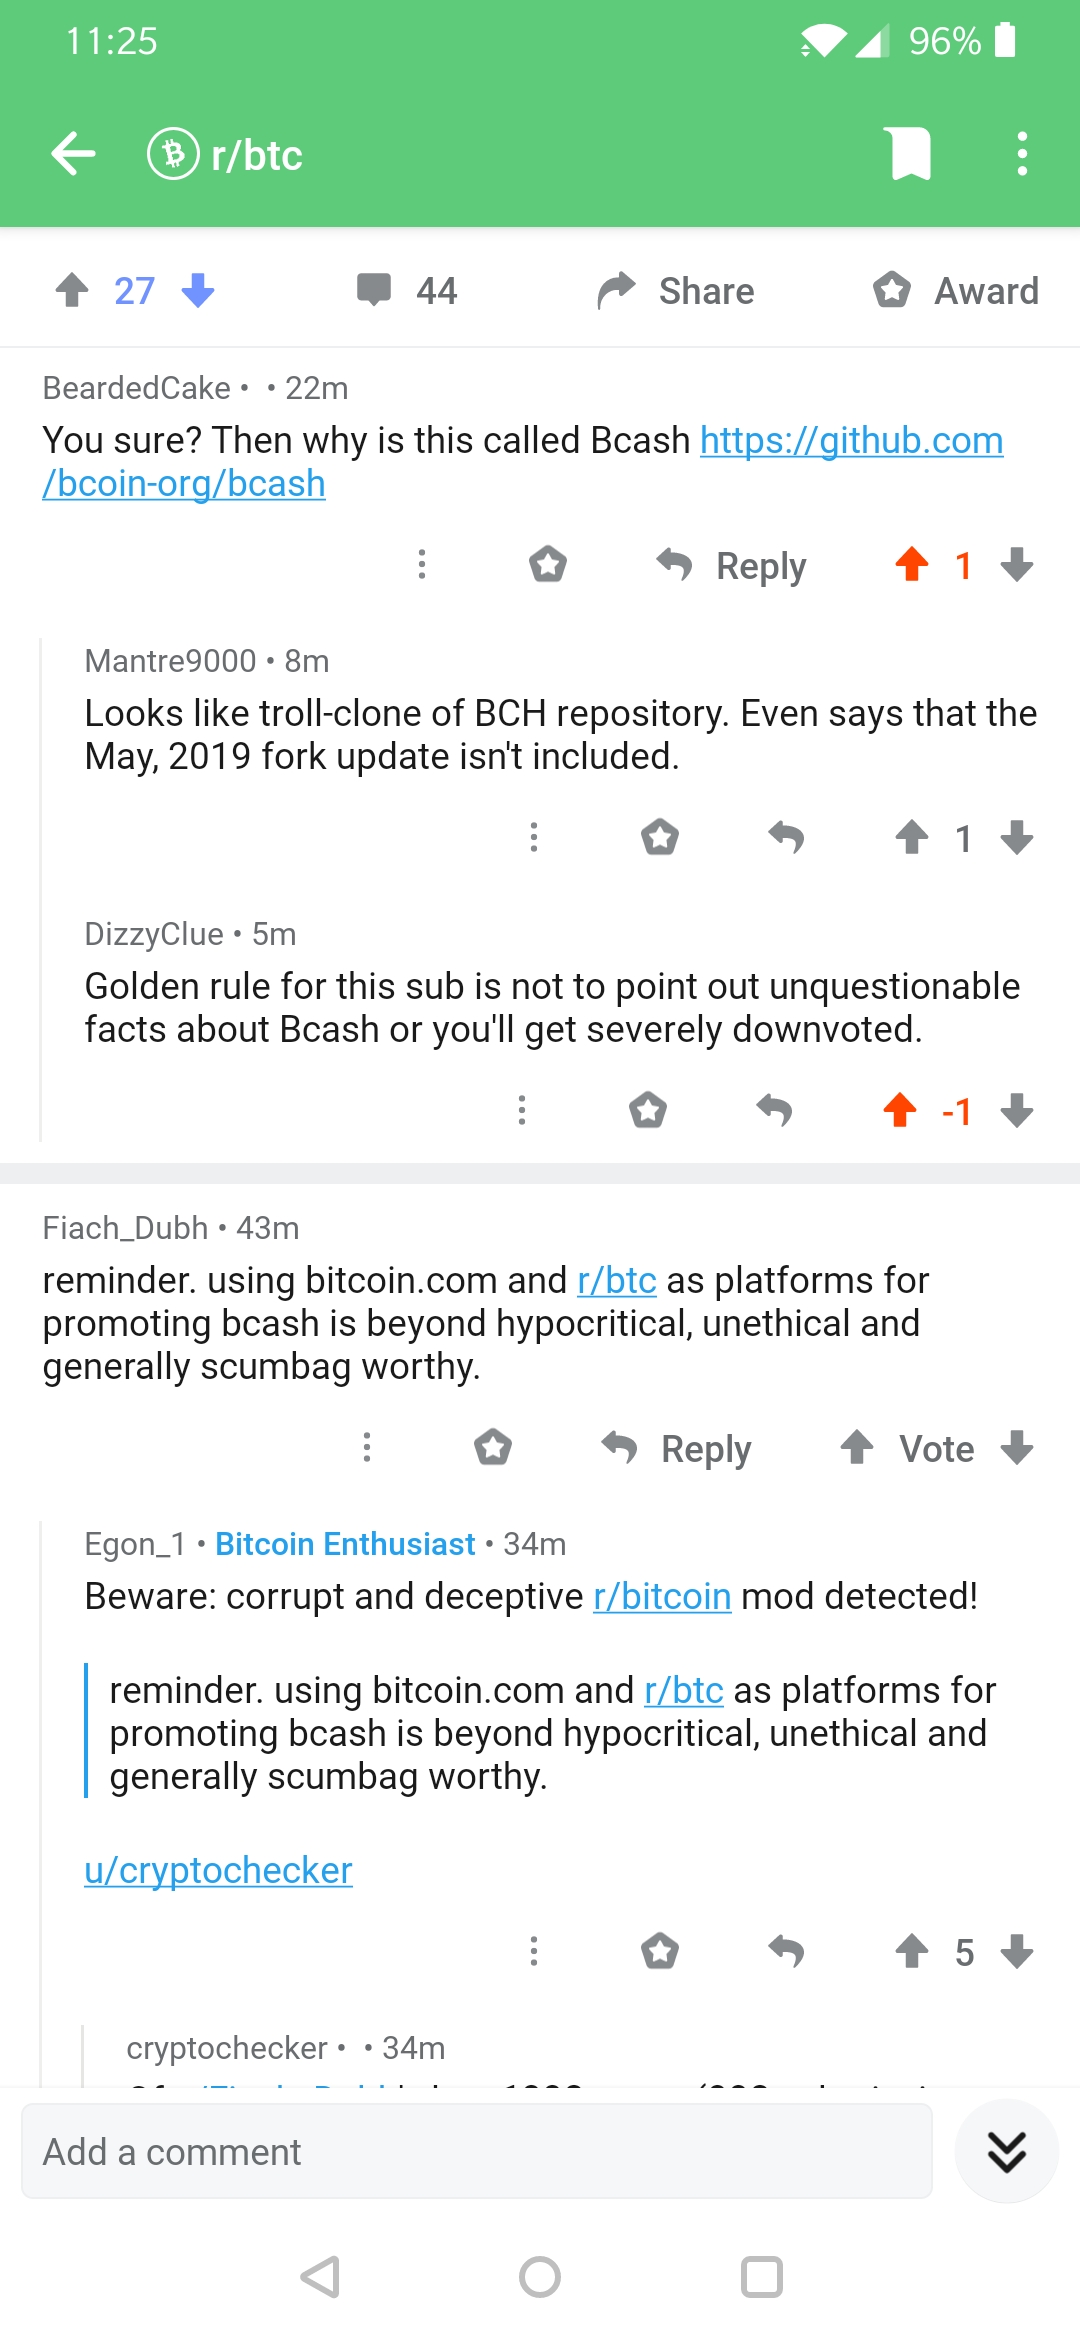 11:25
96%
r/btc
27
44
Share
Award
BeardedCake • • 22m
You sure? Then why is this called Bcash https://github.com
/bcoin-org/bcash
Reply
1
Mantre9000 • 8m
Looks like troll-clone of BCH repository. Even says that the
May, 2019 fork update isn't included.
1
DizzyClue • 5m
Golden rule for this sub is not to point out unquestionable
facts about Bcash or you'll get severely downvoted.
-1
Fiach_Dubh • 43m
reminder. using bitcoin.com and r/btc as platforms for
promoting bcash is beyond hypocritical, unethical and
generally scumbag worthy.
Reply
Vote
Egon_1 • Bitcoin Enthusiast • 34m
Beware: corrupt and deceptive r/bitcoin mod detected!
reminder. using bitcoin.com and r/btc as platforms for
promoting bcash is beyond hypocritical, unethical and
generally scumbag worthy.
u/cryptochecker
5
cryptochecker • • 34m
Add a comment